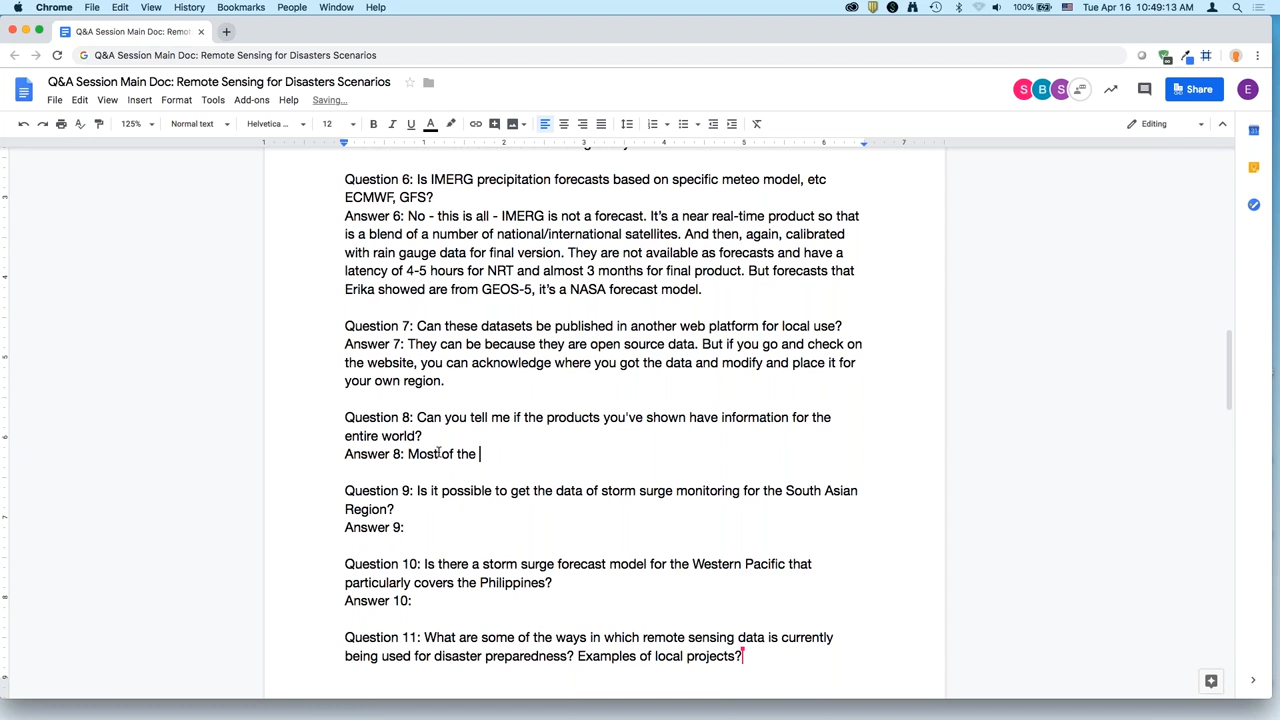 Chrome File Edit View History Bookmarks People Window Help 100% Tue Apr 16 10:49:13 AM
Q&A Session Main Doc: Remot
Q&A Session Main Doc: Remote Sensing for Disasters Scenarios
Q&A Session Main Doc: Remote Sensing for Disasters Scenarios
S B S Share E
File Edit View Insert Format Tools Add-ons Help Saving...
125% Normal text Helvetica ... 12 B I U A Editing
1 1 2 3 4 5 6 7
Question 6: Is IMERG precipitation forecasts based on specific meteo model, etc
ECMWF, GFS?
Answer 6: No - this is all - IMERG is not a forecast. It's a near real-time product so that
is a blend of a number of national/international satellites. And then, again, calibrated
with rain gauge data for final version. They are not available as forecasts and have a
latency of 4-5 hours for NRT and almost 3 months for final product. But forecasts that
Erika showed are from GEOS-5, it's a NASA forecast model.
Question 7: Can these datasets be published in another web platform for local use?
Answer 7: They can be because they are open source data. But if you go and check on
the website, you can acknowledge where you got the data and modify and place it for
your own region.
Question 8: Can you tell me if the products you've shown have information for the
entire world?
Answer 8: Most of the
Question 9: Is it possible to get the data of storm surge monitoring for the South Asian
Region?
Answer 9:
Question 10: Is there a storm surge forecast model for the Western Pacific that
particularly covers the Philippines?
Answer 10:
Question 11: What are some of the ways in which remote sensing data is currently
being used for disaster preparedness? Examples of local projects?